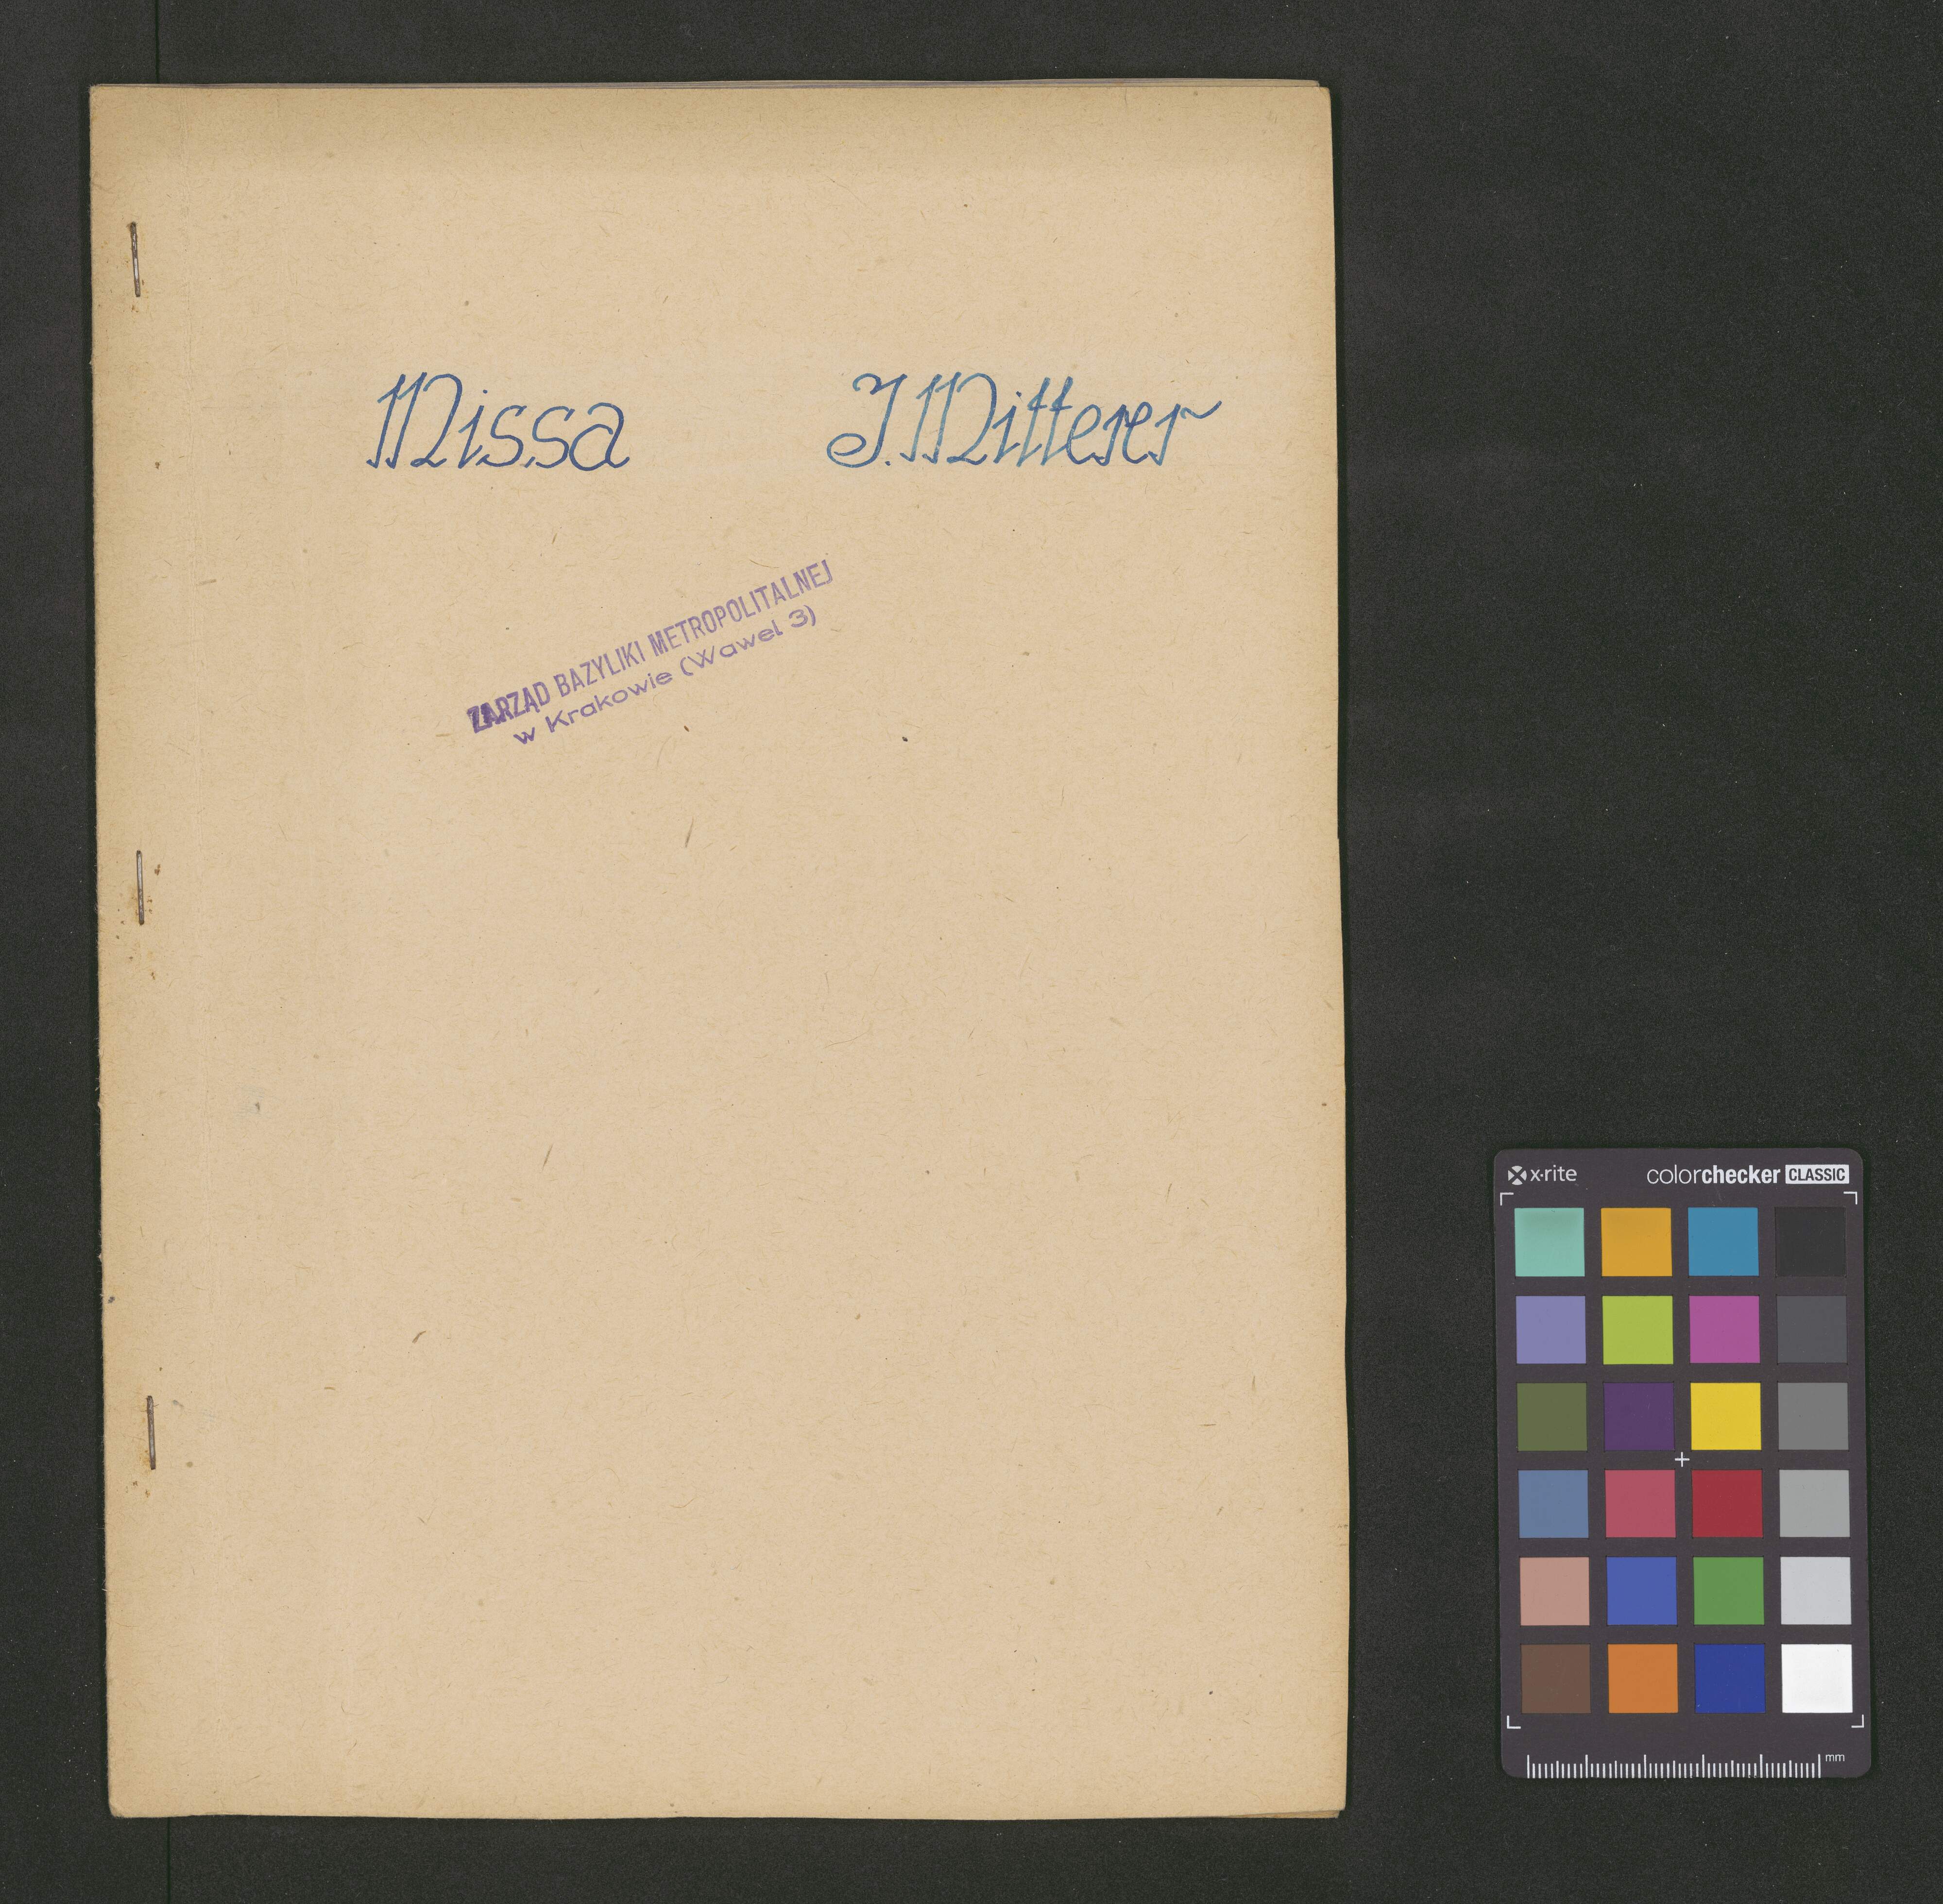 Missa J. Mitterer
ZARZĄD BAZYLIKI METROPOLITALNEJ
w Krakowie (Wawel 3)
x·rite colorchecker CLASSIC
mm